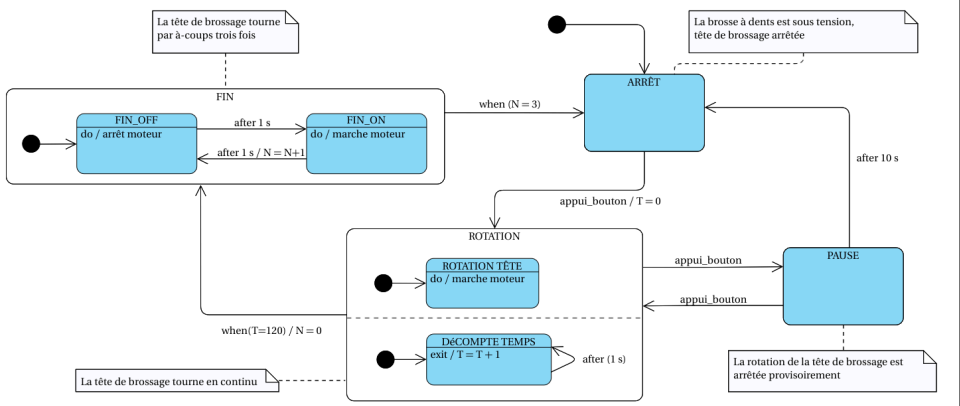 La tête de brossage tourne
par à-coups trois fois
La brosse à dents est sous tension,
tête de brossage arrêtée
FIN
FIN_OFF
do / arrêt moteur
after 1 s
after 1 s / N = N+1
FIN_ON
do / marche moteur
when (N = 3)
ARRÊT
after 10 s
appui_bouton / T = 0
ROTATION
ROTATION TÊTE
do / marche moteur
appui_bouton
appui_bouton
PAUSE
when(T=120) / N = 0
DéCOMPTE TEMPS
exit / T = T + 1
after (1 s)
La tête de brossage tourne en continu
La rotation de la tête de brossage est
arrêtée provisoirement